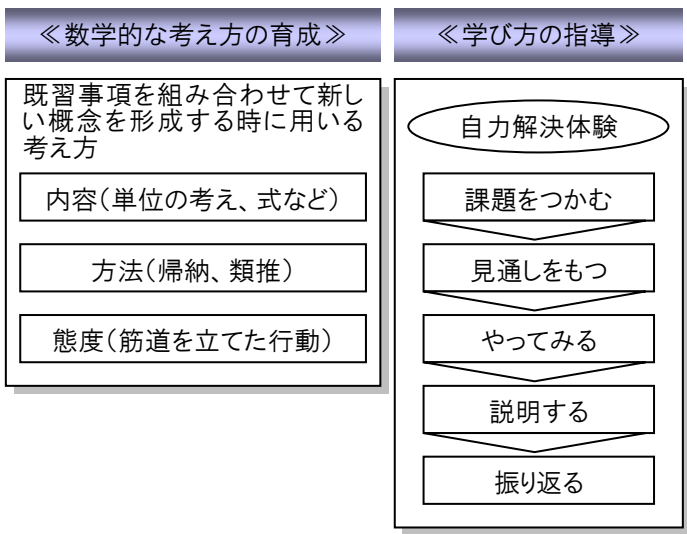 ≪数学的な考え方の育成≫
既習事項を組み合わせて新し
い概念を形成する時に用いる
考え方
内容(単位の考え、式など)
方法(帰納、類推)
態度(筋道を立てた行動)
≪学び方の指導≫
自力解決体験
課題をつかむ
見通しをもつ
やってみる
説明する
振り返る